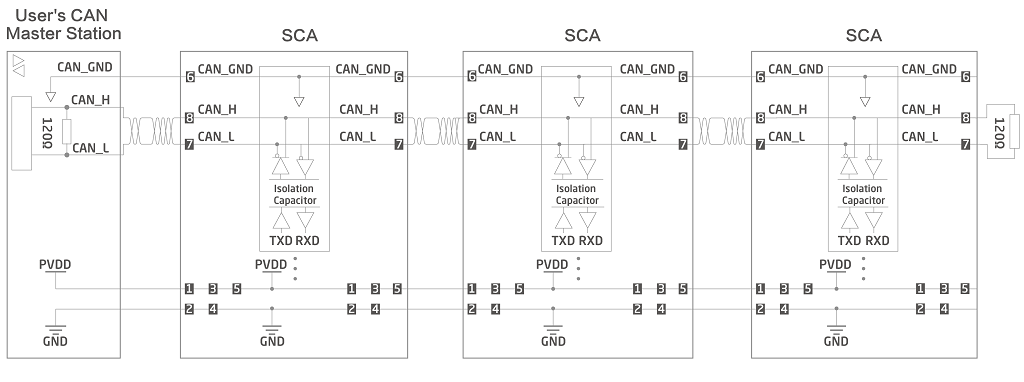 User's CAN
Master Station
SCA
SCA
SCA
CAN_GND
6
CAN_GND
CAN_GND
6
6
CAN_GND
CAN_GND
6
6
CAN_GND
CAN_GND
6
CAN_H
8
CAN_H
CAN_H
8
8
CAN_H
CAN_H
8
8
CAN_H
CAN_H
8
120Ω
120Ω
CAN_L
7
CAN_L
CAN_L
7
7
CAN_L
CAN_L
7
7
CAN_L
CAN_L
7
Isolation
Capacitor
Isolation
Capacitor
Isolation
Capacitor
TXD RXD
TXD RXD
TXD RXD
PVDD
PVDD
PVDD
PVDD
1 3 5
1 3 5
1 3 5
1 3 5
1 3 5
1 3 5
2 4
2 4
2 4
2 4
2 4
2 4
GND
GND
GND
GND